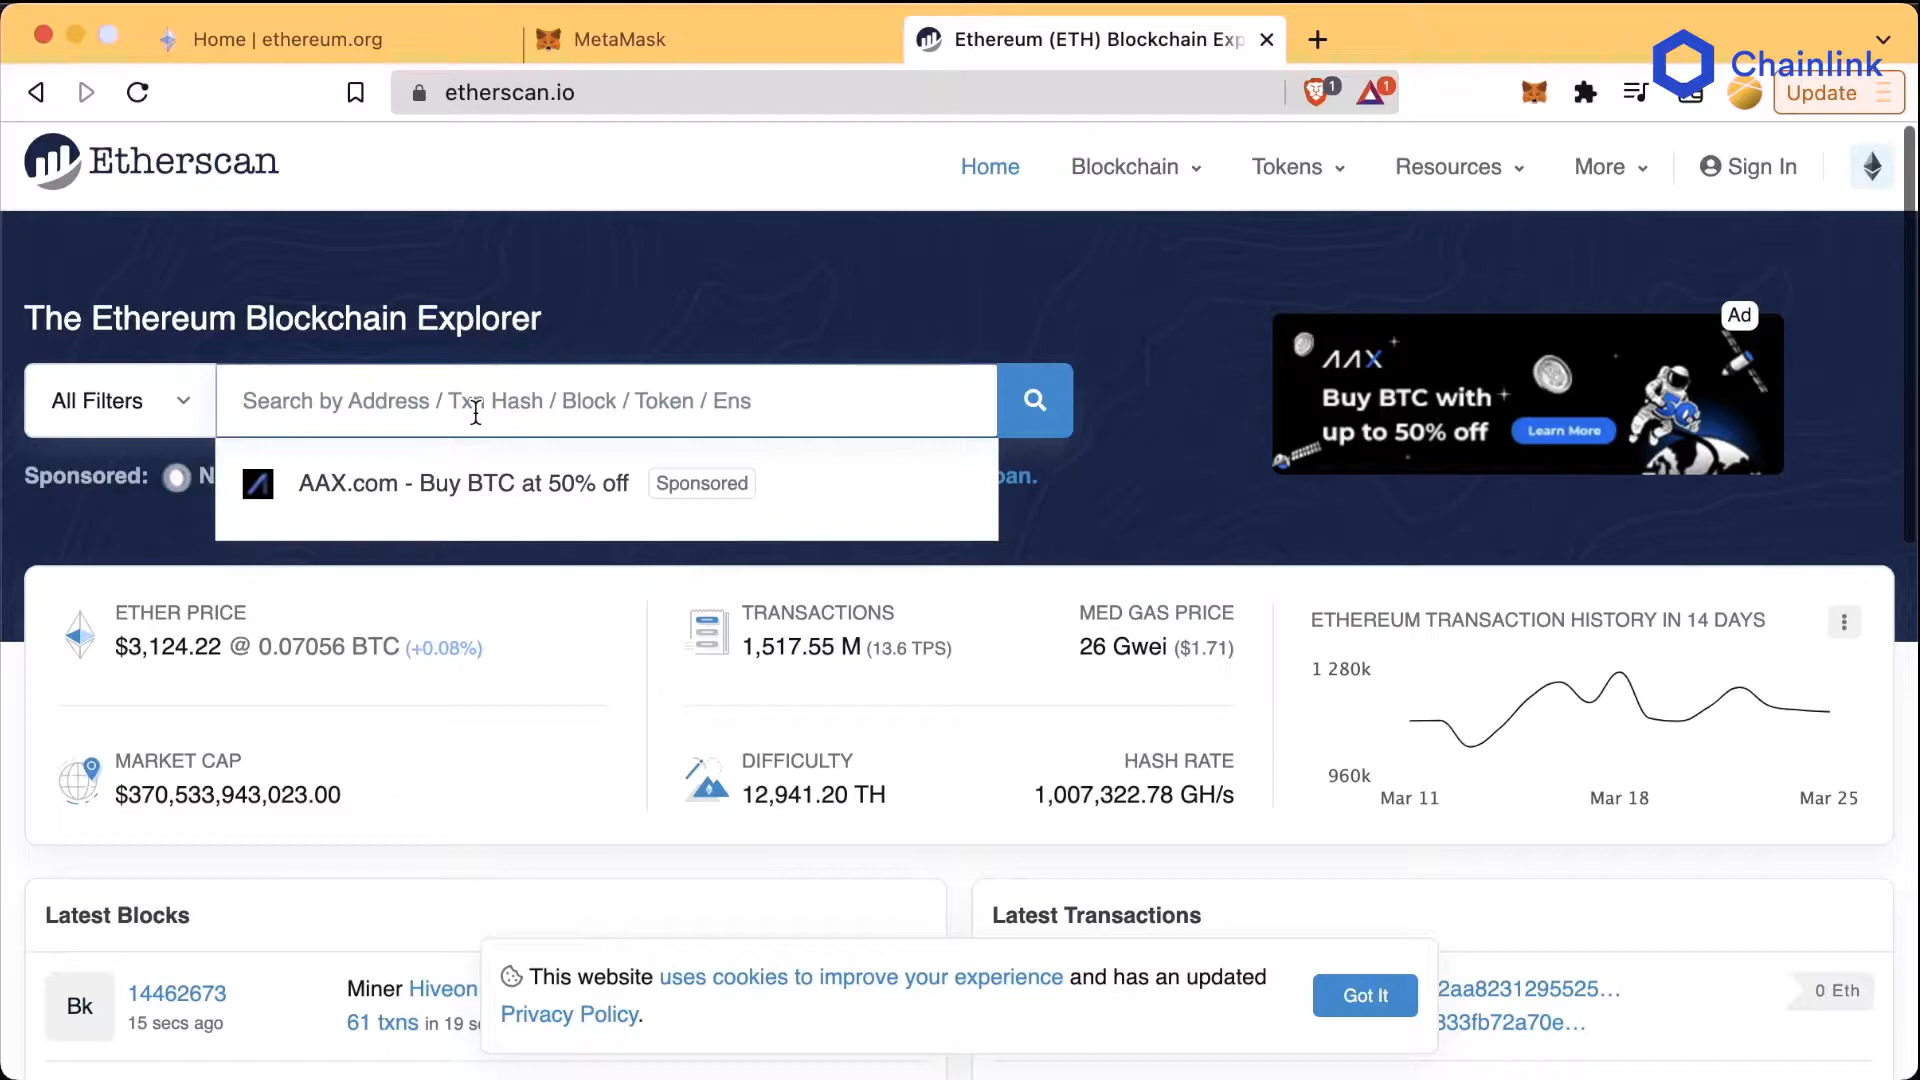 Home | ethereum.org
MetaMask
Ethereum (ETH) Blockchain Exp
Chainlink
etherscan.io
1
1
Update
Etherscan
Home
Blockchain
Tokens
Resources
More
Sign In
The Ethereum Blockchain Explorer
All Filters
Search by Address / Txn Hash / Block / Token / Ens
Ad
AAX
Buy BTC with
up to 50% off
Learn More
Sponsored: N
AAX.com - Buy BTC at 50% off
Sponsored
ETHER PRICE
$3,124.22 @ 0.07056 BTC (+0.08%)
TRANSACTIONS
1,517.55 M (13.6 TPS)
MED GAS PRICE
26 Gwei ($1.71)
ETHEREUM TRANSACTION HISTORY IN 14 DAYS
1 280k
960k
Mar 11
Mar 18
Mar 25
MARKET CAP
$370,533,943,023.00
DIFFICULTY
12,941.20 TH
HASH RATE
1,007,322.78 GH/s
Latest Blocks
Latest Transactions
Bk
14462673
15 secs ago
Miner Hiveon
61 txns in 19 s
This website uses cookies to improve your experience and has an updated
Privacy Policy.
Got It
2aa8231295525...
333fb72a70e...
0 Eth